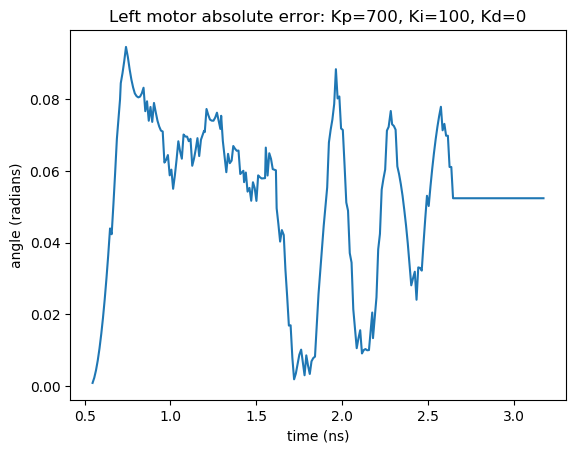 Left motor absolute error: Kp=700, Ki=100, Kd=0
angle (radians)
0.08
0.06
0.04
0.02
0.00
0.5 1.0 1.5 2.0 2.5 3.0
time (ns)